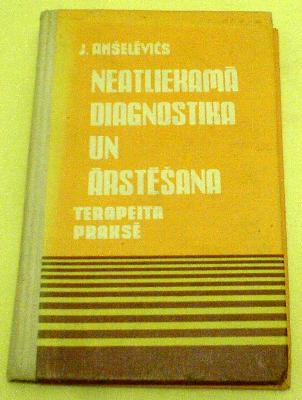 J. ANŠELĒVIČS
NEATLIEKAMĀ
DIAGNOSTIKA
UN
ĀRSTĒŠANA
TERAPEITA
PRAKSĒ